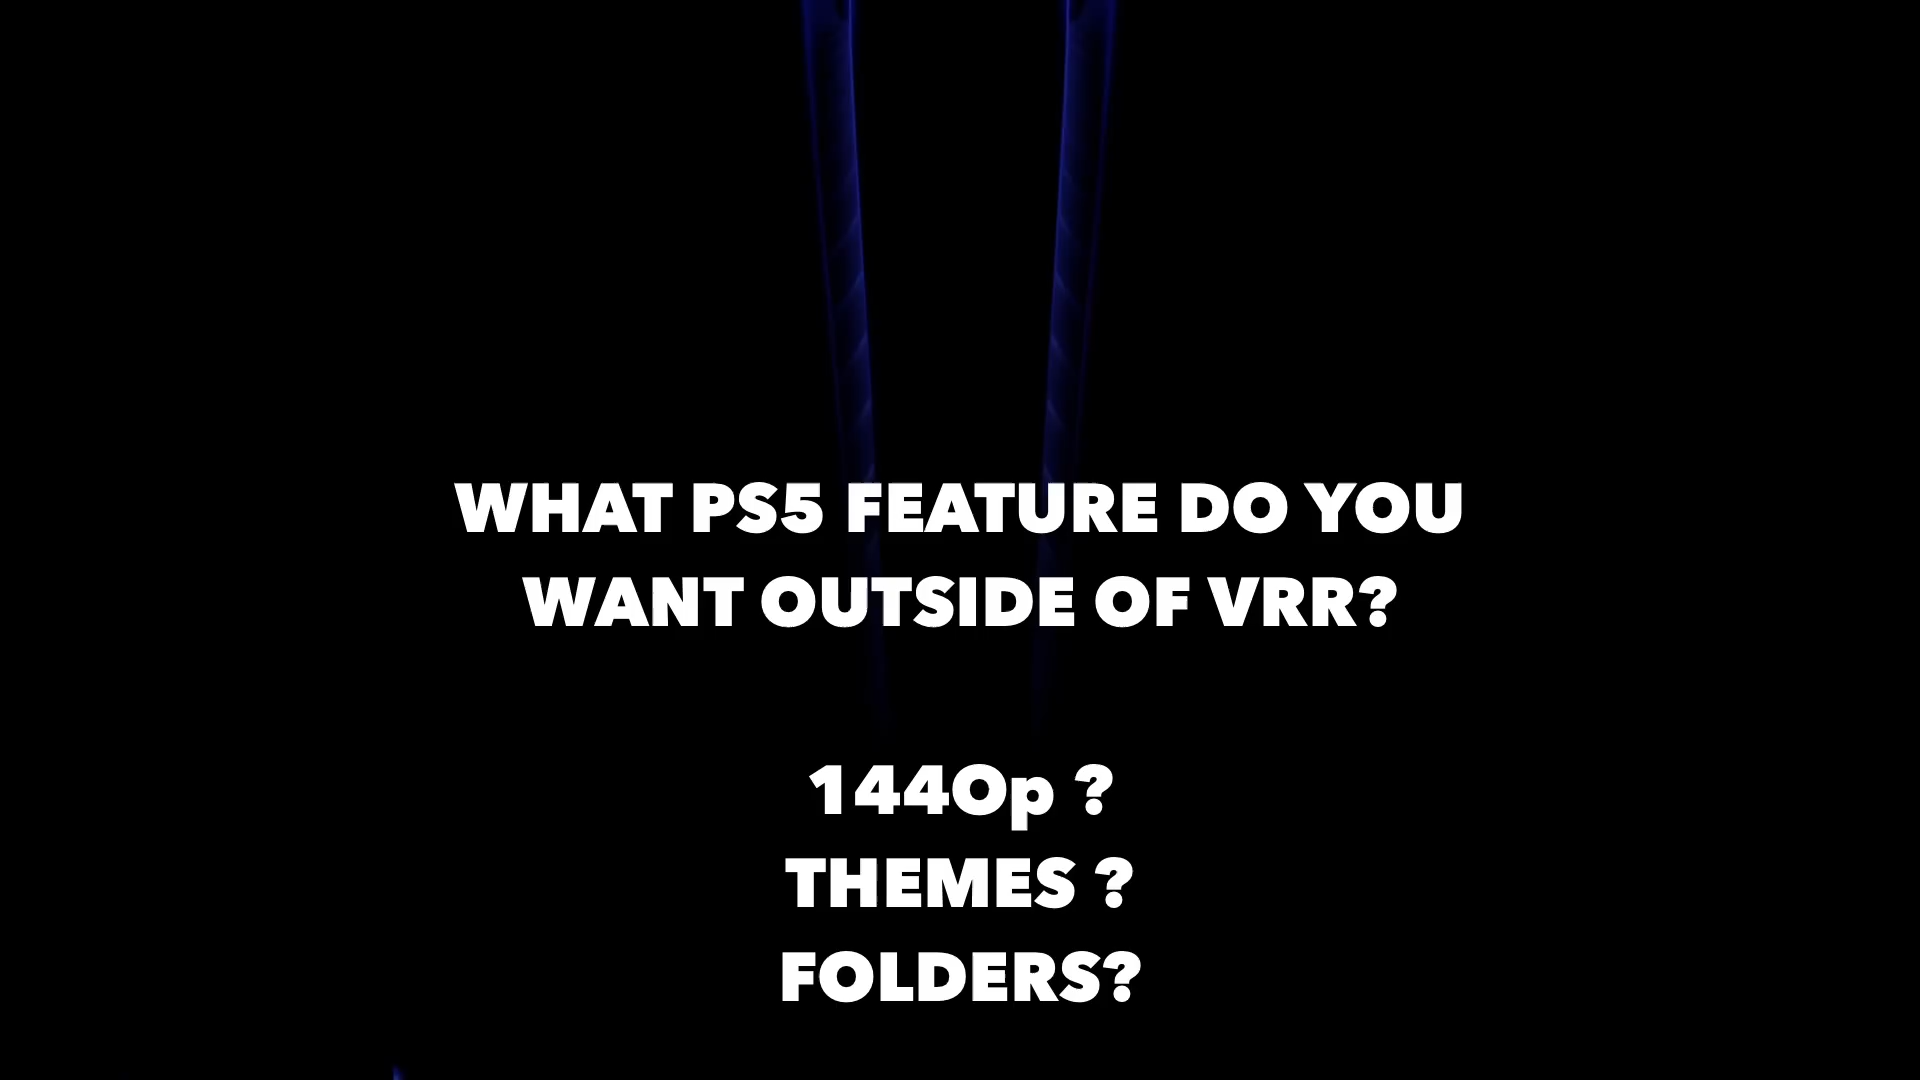 WHAT PS5 FEATURE DO YOU
WANT OUTSIDE OF VRR?
1440p ?
THEMES ?
FOLDERS?